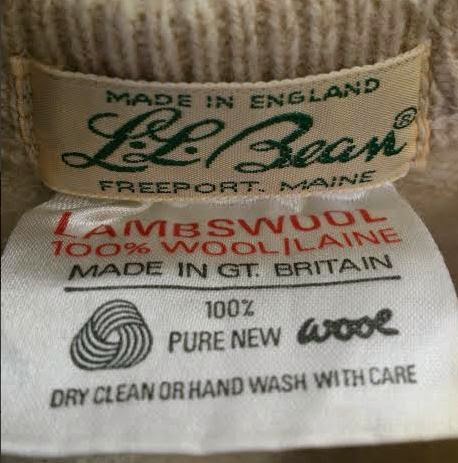 MADE IN ENGLAND
L.L.Bean®
FREEPORT, MAINE
LAMBSWOOL
100% WOOL/LAINE
MADE IN GT. BRITAIN
100%
PURE NEW wool
DRY CLEAN OR HAND WASH WITH CARE